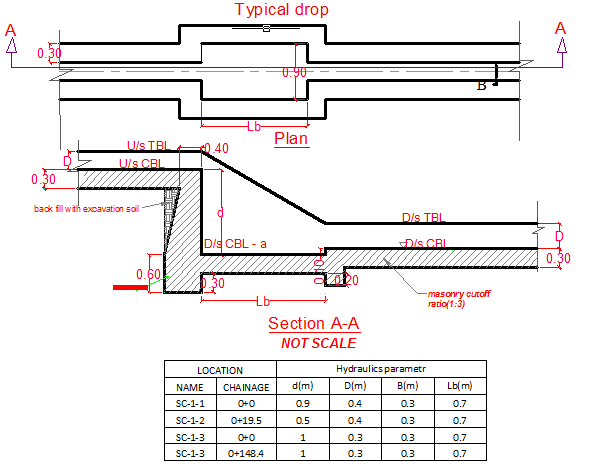 Typical drop
A
A
0.30
0.90
B
Lb
Plan
U/s TBL
0.40
D
U/s CBL
0.30
back fill with excavation soil
d
D/s TBL
D/s CBL - a
D/s CBL
D
0.30
0.60
0.10
0.30
0.20
Lb
masonry cutoff
ratio(1:3)
Section A-A
NOT SCALE
LOCATION Hydraulics parametr
NAME CHAINAGE d(m) D(m) B(m) Lb(m)
SC-1-1 0+0 0.9 0.4 0.3 0.7
SC-1-2 0+19.5 0.5 0.4 0.3 0.7
SC-1-3 0+0 1 0.3 0.3 0.7
SC-1-3 0+148.4 1 0.3 0.3 0.7